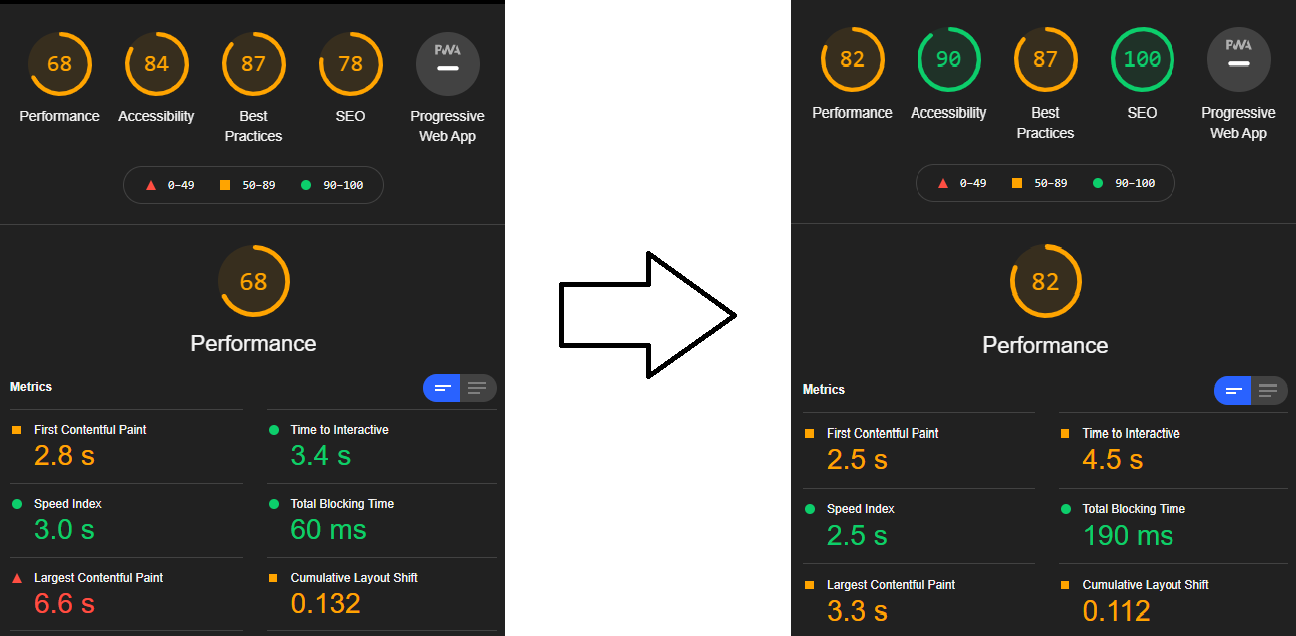 68 84 87 78 PWA
Performance Accessibility Best Practices SEO Progressive Web App
0–49 50–89 90–100
68
Performance
Metrics
First Contentful Paint
2.8 s
Time to Interactive
3.4 s
Speed Index
3.0 s
Total Blocking Time
60 ms
Largest Contentful Paint
6.6 s
Cumulative Layout Shift
0.132
82 90 87 100 PWA
Performance Accessibility Best Practices SEO Progressive Web App
0–49 50–89 90–100
82
Performance
Metrics
First Contentful Paint
2.5 s
Time to Interactive
4.5 s
Speed Index
2.5 s
Total Blocking Time
190 ms
Largest Contentful Paint
3.3 s
Cumulative Layout Shift
0.112